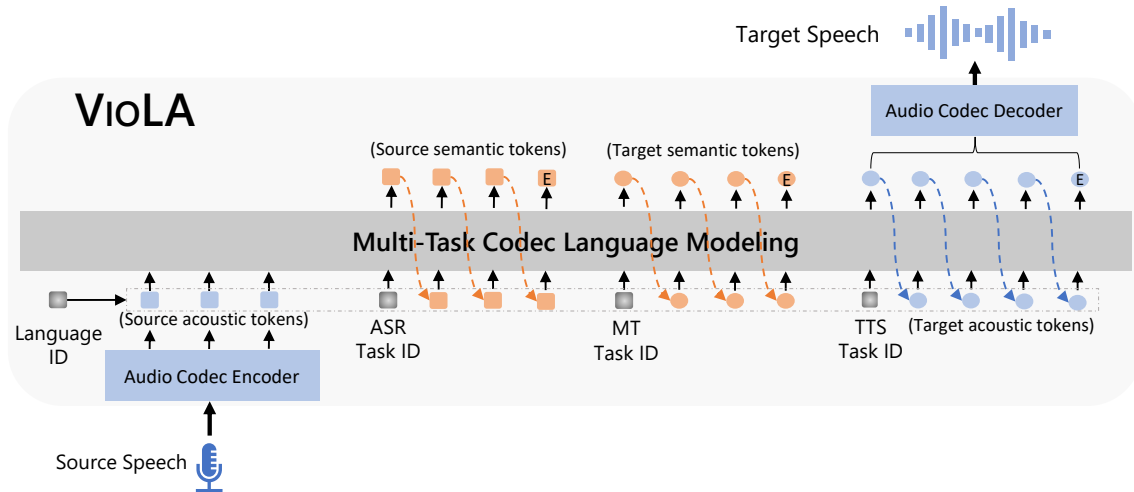 Target Speech
VIOLA
Audio Codec Decoder
(Source semantic tokens)
(Target semantic tokens)
E
E
E
Multi-Task Codec Language Modeling
Language
ID
(Source acoustic tokens)
ASR
Task ID
MT
Task ID
TTS
Task ID
(Target acoustic tokens)
Audio Codec Encoder
Source Speech